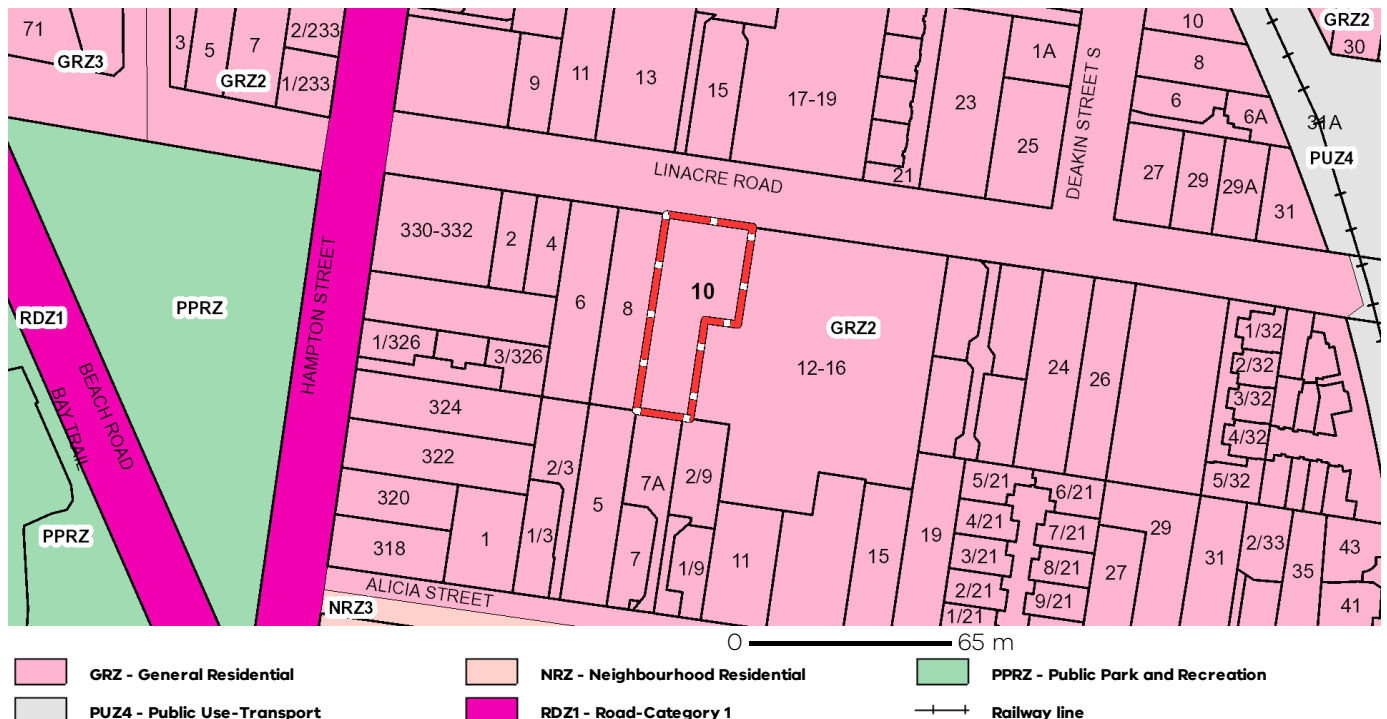 71
GRZ3
3
5
7
GRZ2
2/233
1/233
9
11
13
15
17-19
21
23
1A
25
DEAKIN STREET S
10
8
6
6A
31A
GRZ2
30
PUZ4
27
29
29A
31
LINACRE ROAD
330-332
2
4
6
8
10
GRZ2
12-16
PPRZ
RDZ1
BEACH ROAD
BAY TRAIL
HAMPTON STREET
1/326
3/326
324
322
320
318
1
2/3
1/3
5
7A
7
2/9
1/9
11
15
19
24
26
1/32
2/32
3/32
4/32
5/32
5/21
6/21
4/21
7/21
3/21
8/21
2/21
9/21
1/21
27
29
31
2/33
35
43
41
PPRZ
ALICIA STREET
NRZ3
0 65 m
GRZ - General Residential
NRZ - Neighbourhood Residential
PPRZ - Public Park and Recreation
PUZ4 - Public Use-Transport
RDZ1 - Road-Category 1
Railway line